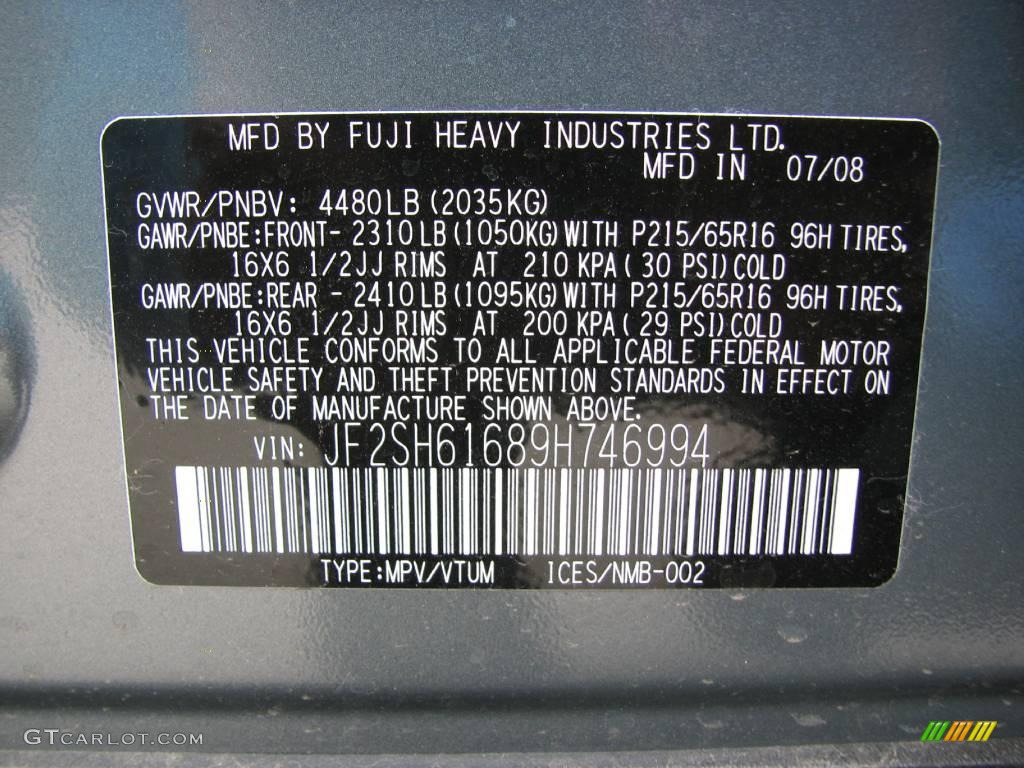 MFD BY FUJI HEAVY INDUSTRIES LTD.
MFD IN 07/08
GVWR/PNBV: 4480LB (2035KG)
GAWR/PNBE:FRONT- 2310LB (1050KG) WITH P215/65R16 96H TIRES,
16X6 1/2JJ RIMS AT 210 KPA( 30 PSI) COLD
GAWR/PNBE:REAR - 2410LB (1095KG) WITH P215/65R16 96H TIRES,
16X6 1/2JJ RIMS AT 200 KPA( 29 PSI) COLD
THIS VEHICLE CONFORMS TO ALL APPLICABLE FEDERAL MOTOR
VEHICLE SAFETY AND THEFT PREVENTION STANDARDS IN EFFECT ON
THE DATE OF MANUFACTURE SHOWN ABOVE.
VIN: JF2SH61689H746994
TYPE:MPV/VTUM ICES/NMB-002
GTCARLOT.COM